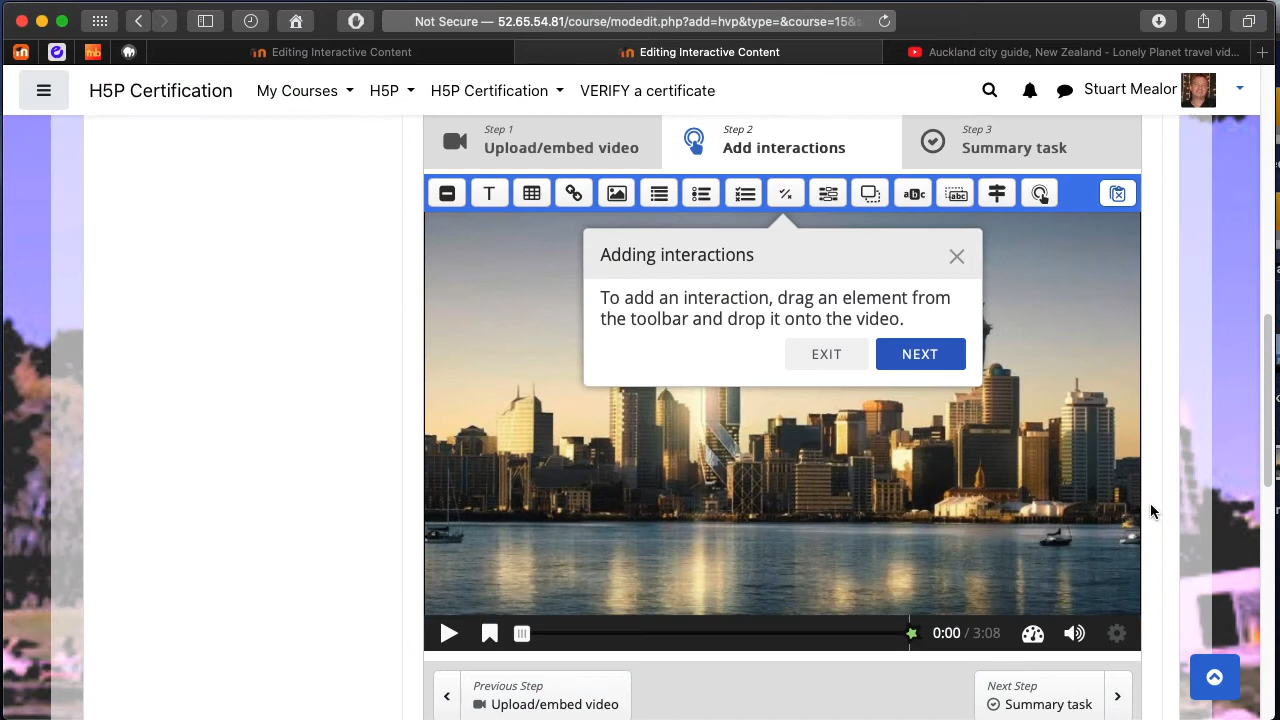 Not Secure — 52.65.54.81/course/modedit.php?add=hvp&type=&course=15&s
Editing Interactive Content
Editing Interactive Content
Auckland city guide, New Zealand - Lonely Planet travel vid...
H5P Certification
My Courses
H5P
H5P Certification
VERIFY a certificate
Stuart Mealor
Step 1
Upload/embed video
Step 2
Add interactions
Step 3
Summary task
T
abc
abc
Adding interactions
To add an interaction, drag an element from
the toolbar and drop it onto the video.
EXIT
NEXT
0:00 / 3:08
Previous Step
Upload/embed video
Next Step
Summary task